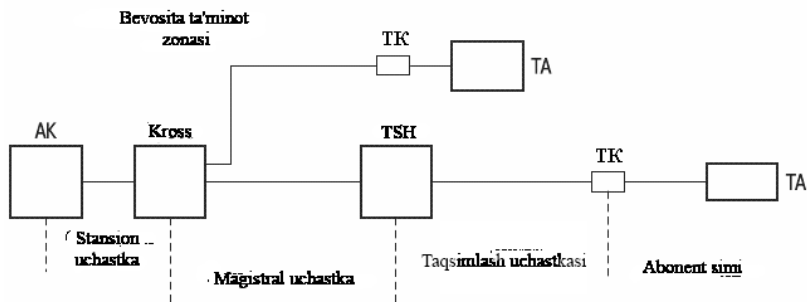 Bevosita ta'minot
zonasi
TK
TA
AK
Kross
TSH
TK
TA
Stansion
uchastka
Magistral uchastka
Taqsimlash uchastkasi
Abonent simi